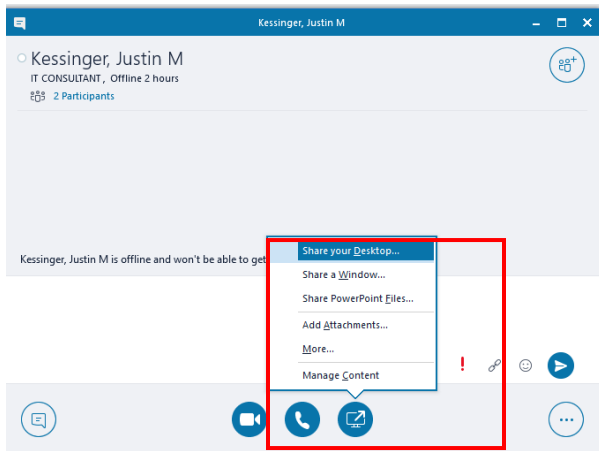 Kessinger, Justin M
Kessinger, Justin M
IT CONSULTANT , Offline 2 hours
2 Participants
Kessinger, Justin M is offline and won't be able to get
Share your Desktop...
Share a Window...
Share PowerPoint Files...
Add Attachments...
More...
Manage Content